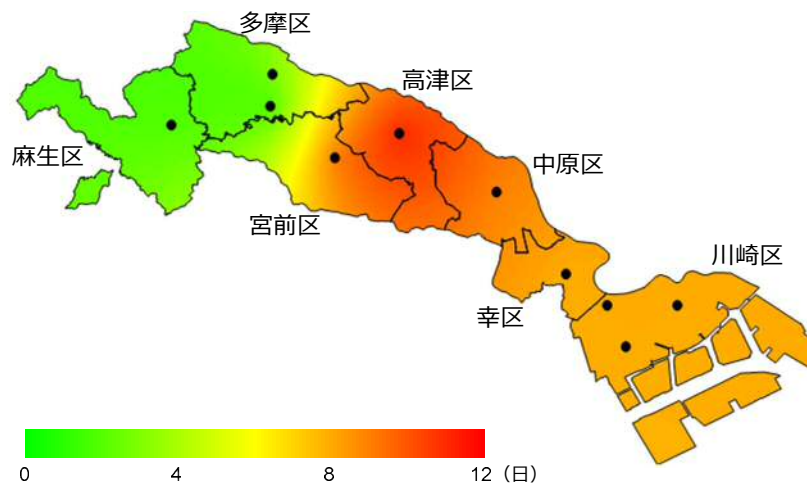 多摩区
高津区
麻生区
中原区
宮前区
川崎区
幸区
0 4 8 12 (日)